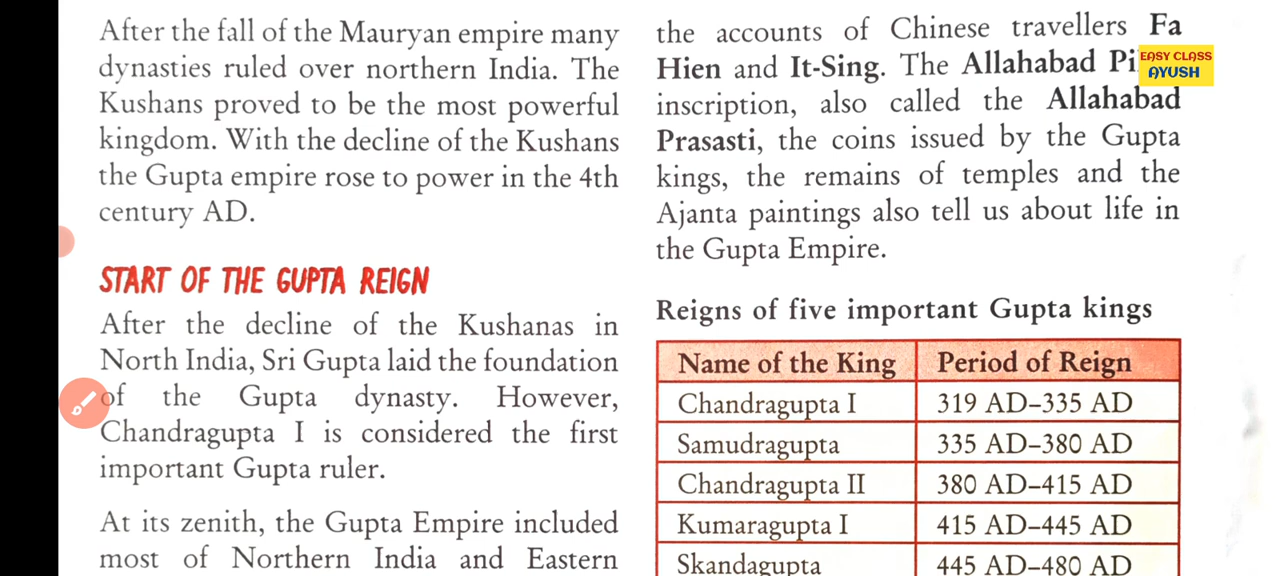 After the fall of the Mauryan empire many
dynasties ruled over northern India. The
Kushans proved to be the most powerful
kingdom. With the decline of the Kushans
the Gupta empire rose to power in the 4th
century AD.
START OF THE GUPTA REIGN
After the decline of the Kushanas in
North India, Sri Gupta laid the foundation
of the Gupta dynasty. However,
Chandragupta I is considered the first
important Gupta ruler.
At its zenith, the Gupta Empire included
most of Northern India and Eastern
the accounts of Chinese travellers Fa
Hien and It-Sing. The Allahabad
EASY CLASS
AYUSH
inscription, also called the Allahabad
Prasasti, the coins issued by the Gupta
kings, the remains of temples and the
Ajanta paintings also tell us about life in
the Gupta Empire.
Reigns of five important Gupta kings
Name of the King Period of Reign
Chandragupta I 319 AD–335 AD
Samudragupta 335 AD–380 AD
Chandragupta II 380 AD–415 AD
Kumaragupta I 415 AD–445 AD
Skandagupta 445 AD–480 AD